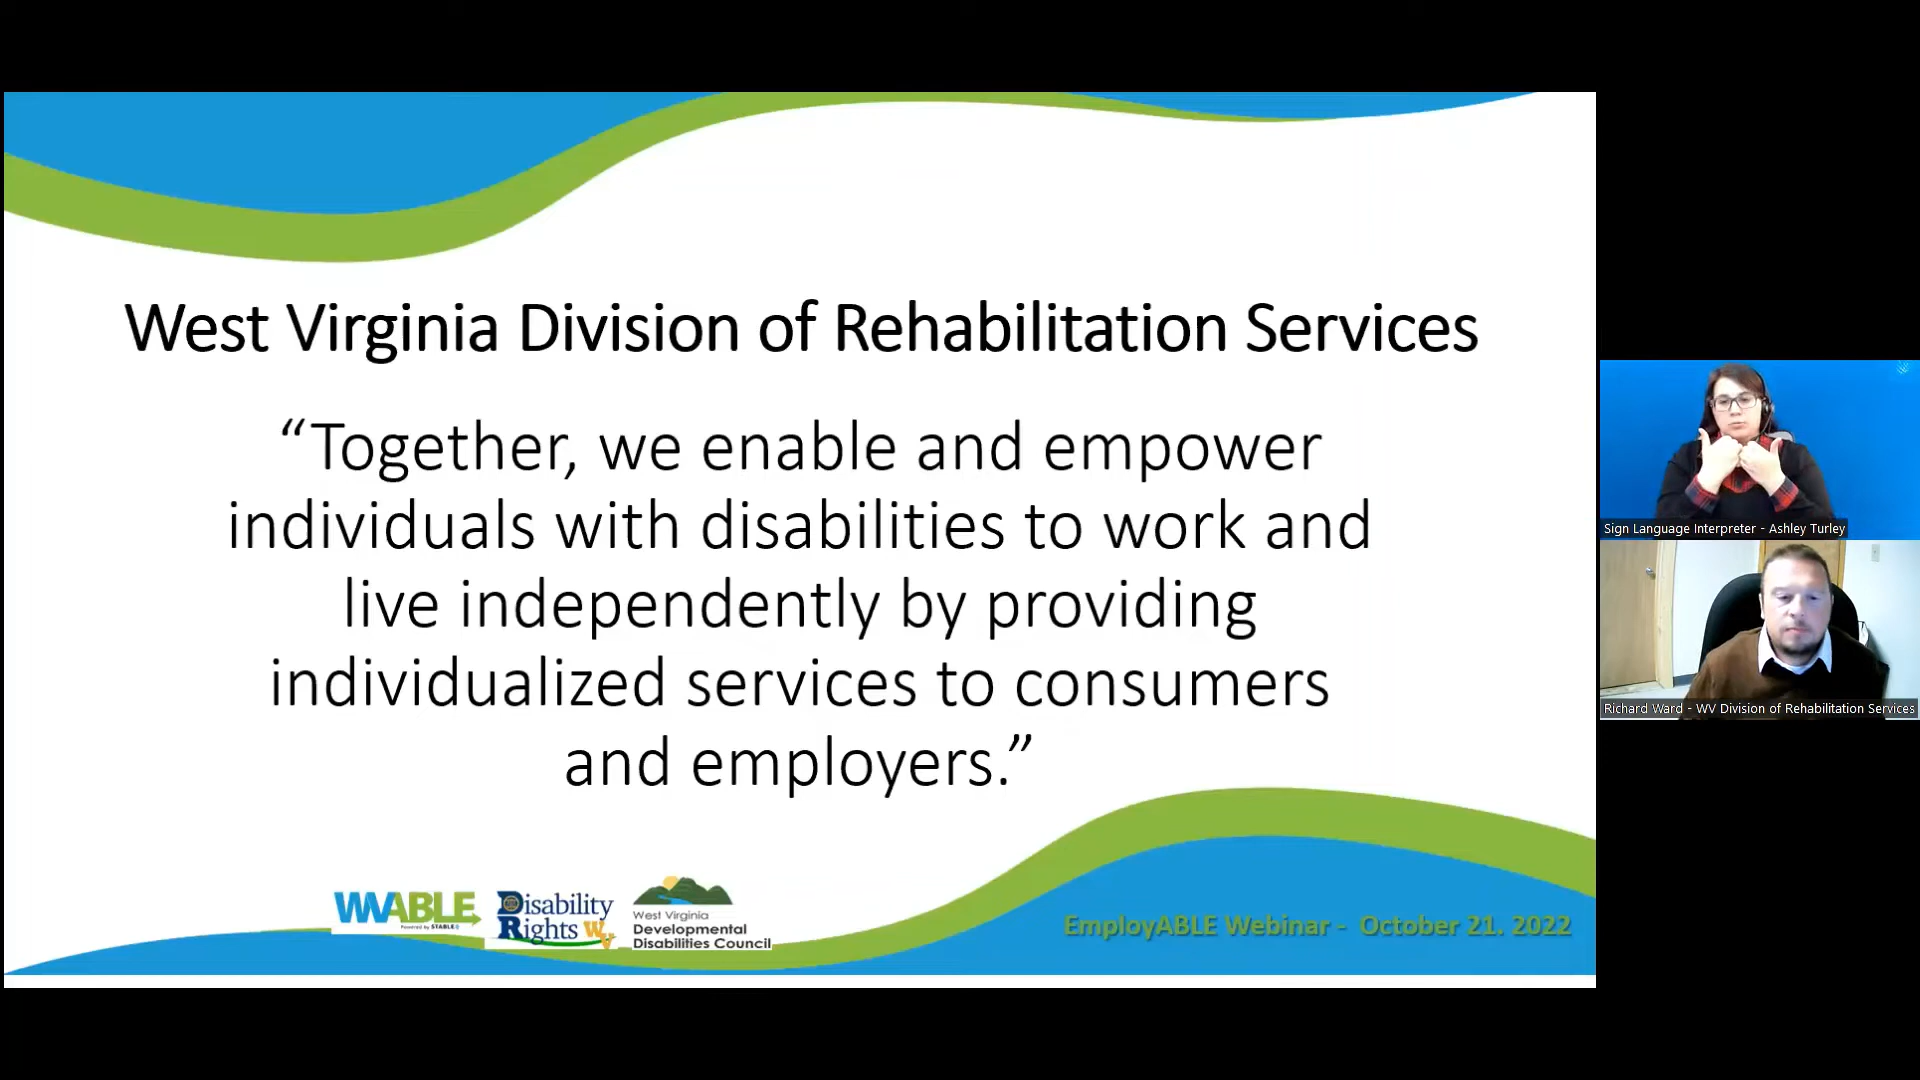 West Virginia Division of Rehabilitation Services
“Together, we enable and empower
individuals with disabilities to work and
live independently by providing
individualized services to consumers
and employers.”
WVABLE
Powered by STABLE
Disability
Rights WV
West Virginia
Developmental
Disabilities Council
EmployABLE Webinar - October 21. 2022
Sign Language Interpreter - Ashley Turley
Richard Ward - WV Division of Rehabilitation Services